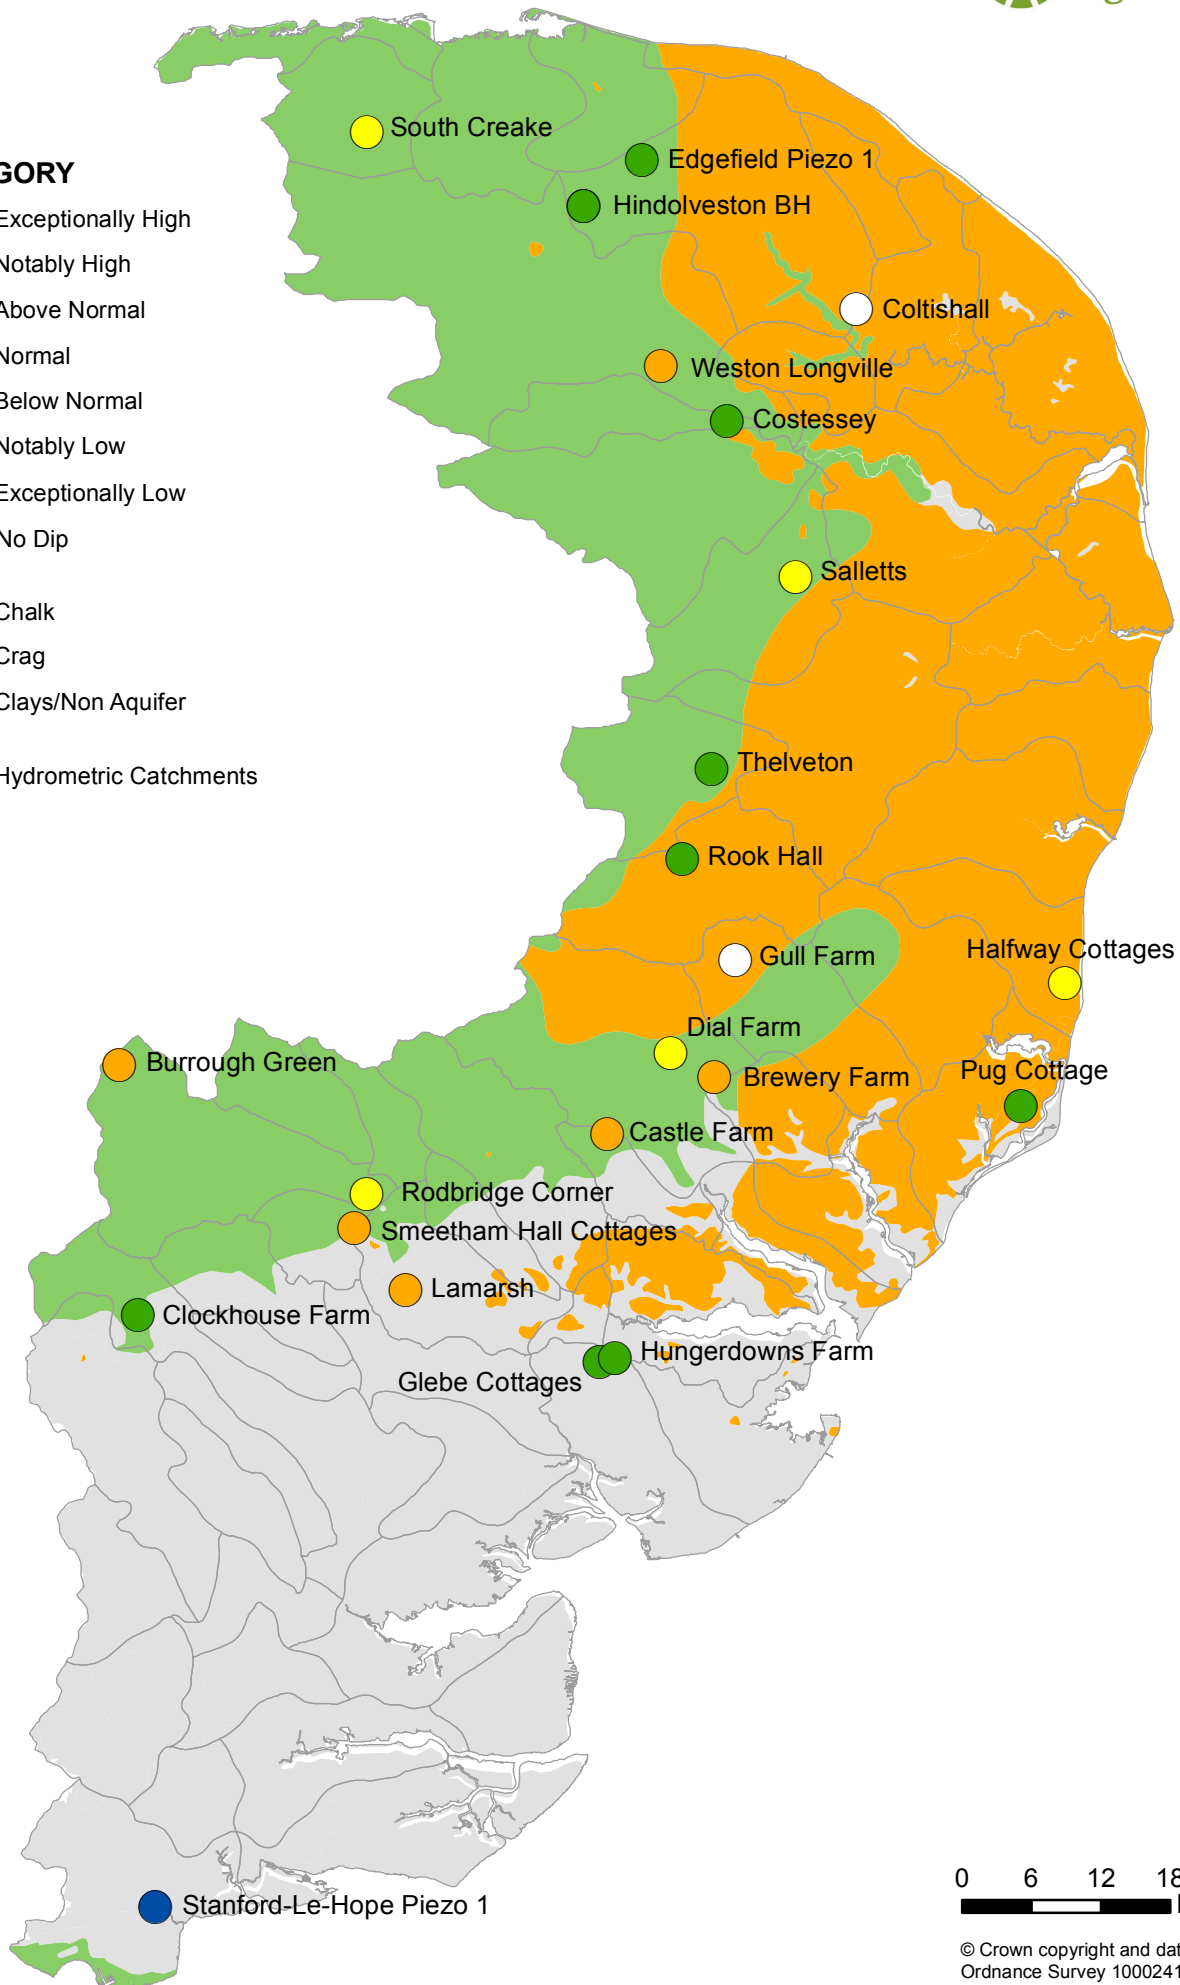 GORY
Exceptionally High
Notably High
Above Normal
Normal
Below Normal
Notably Low
Exceptionally Low
No Dip
Chalk
Crag
Clays/Non Aquifer
Hydrometric Catchments
South Creake
Edgefield Piezo 1
Hindolveston BH
Coltishall
Weston Longville
Costessey
Salletts
Thelveton
Rook Hall
Gull Farm
Halfway Cottages
Dial Farm
Burrough Green
Brewery Farm
Pug Cottage
Castle Farm
Rodbridge Corner
Smeetham Hall Cottages
Lamarsh
Clockhouse Farm
Hungerdowns Farm
Glebe Cottages
Stanford-Le-Hope Piezo 1
0 6 12 18
© Crown copyright and dat
Ordnance Survey 1000241